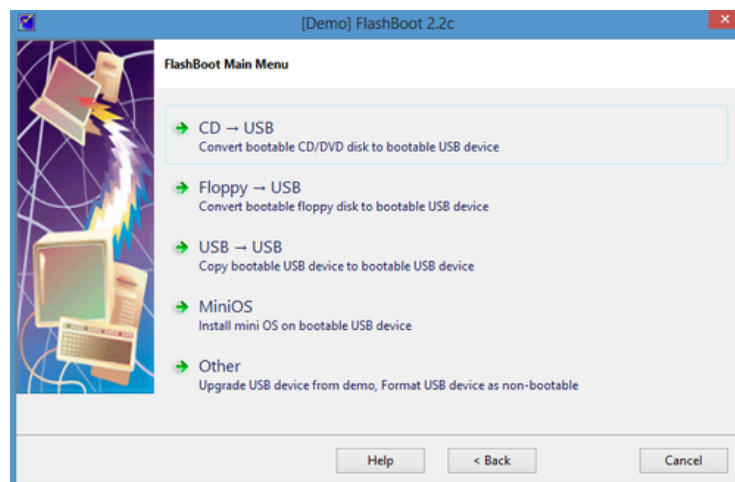 [Demo] FlashBoot 2.2c
FlashBoot Main Menu
CD → USB
Convert bootable CD/DVD disk to bootable USB device
Floppy → USB
Convert bootable floppy disk to bootable USB device
USB → USB
Copy bootable USB device to bootable USB device
MiniOS
Install mini OS on bootable USB device
Other
Upgrade USB device from demo, Format USB device as non-bootable
Help
< Back
Cancel